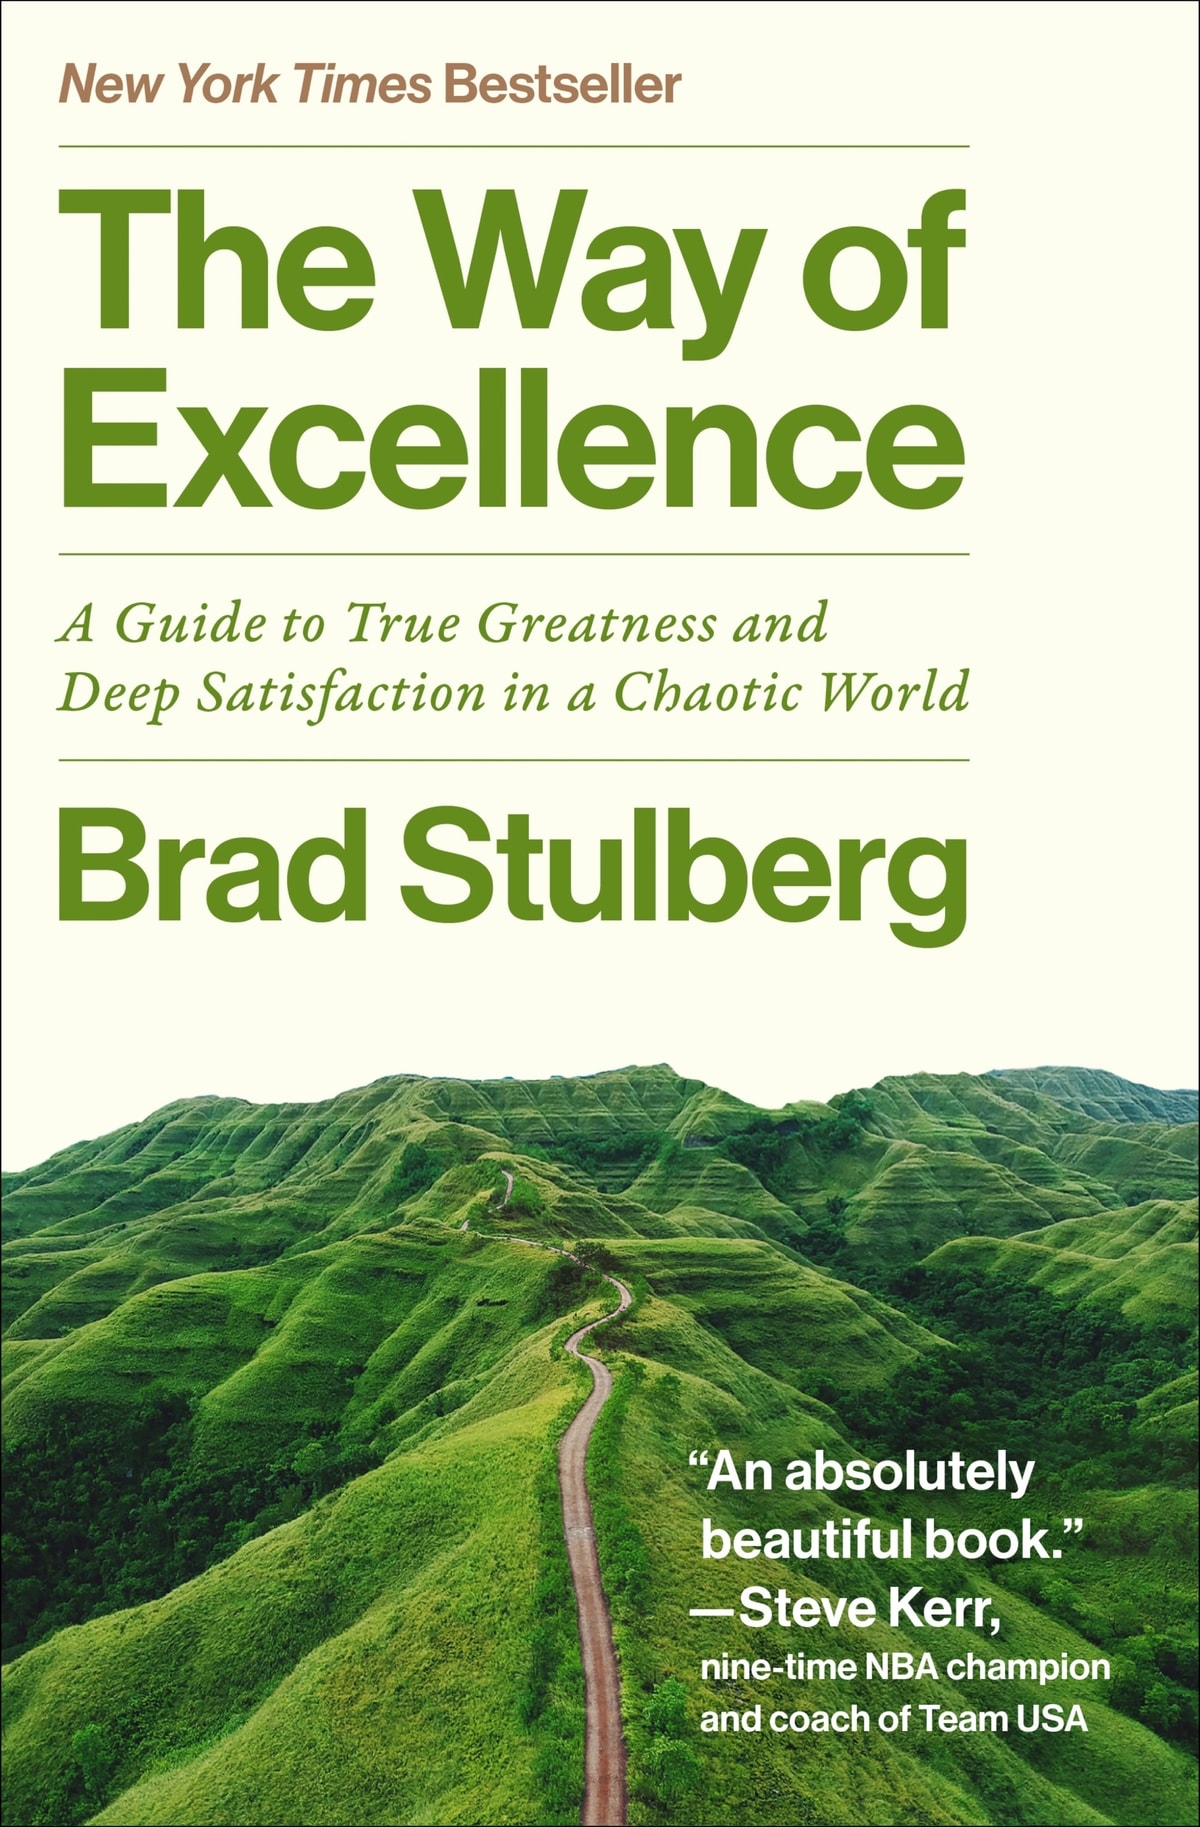 New York Times Bestseller
The Way of
Excellence
A Guide to True Greatness and
Deep Satisfaction in a Chaotic World
Brad Stulberg
“An absolutely
beautiful book.”
—Steve Kerr,
nine-time NBA champion
and coach of Team USA